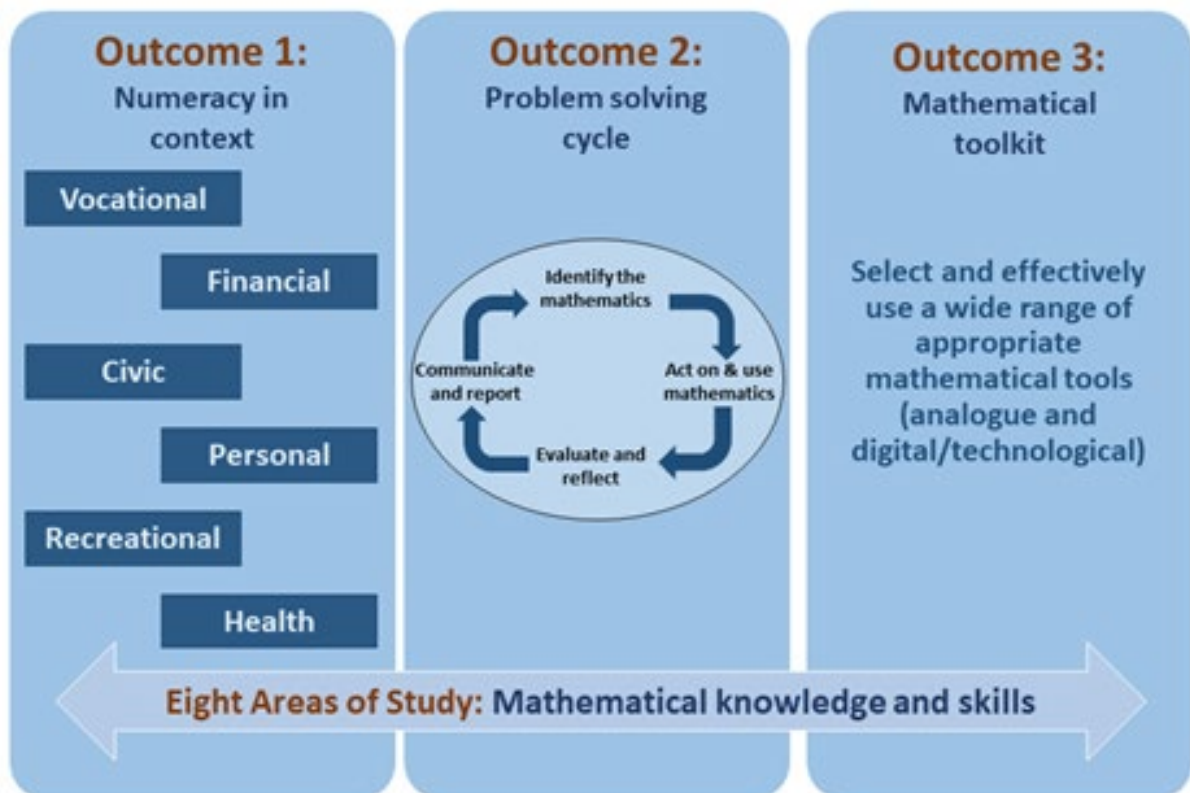 Outcome 1:
Numeracy in
context
Vocational
Financial
Civic
Personal
Recreational
Health
Outcome 2:
Problem solving
cycle
Identify the
mathematics
Act on & use
mathematics
Evaluate and
reflect
Communicate
and report
Outcome 3:
Mathematical
toolkit
Select and effectively
use a wide range of
appropriate
mathematical tools
(analogue and
digital/technological)
Eight Areas of Study: Mathematical knowledge and skills